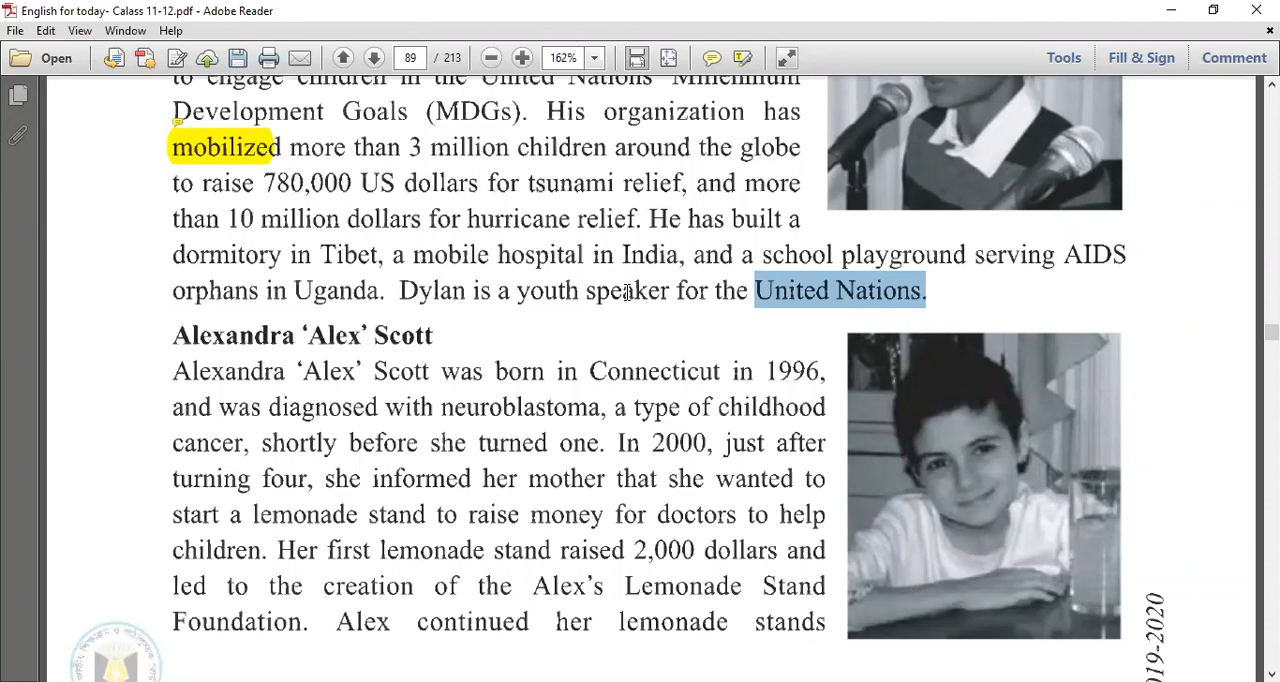 English for today- Calass 11-12.pdf - Adobe Reader
File Edit View Window Help
Open 89 / 213 162% Tools Fill & Sign Comment
to engage children in the United Nations' Millennium
Development Goals (MDGs). His organization has
mobilized more than 3 million children around the globe
to raise 780,000 US dollars for tsunami relief, and more
than 10 million dollars for hurricane relief. He has built a
dormitory in Tibet, a mobile hospital in India, and a school playground serving AIDS
orphans in Uganda. Dylan is a youth speaker for the United Nations.
Alexandra ‘Alex’ Scott
Alexandra ‘Alex’ Scott was born in Connecticut in 1996,
and was diagnosed with neuroblastoma, a type of childhood
cancer, shortly before she turned one. In 2000, just after
turning four, she informed her mother that she wanted to
start a lemonade stand to raise money for doctors to help
children. Her first lemonade stand raised 2,000 dollars and
led to the creation of the Alex’s Lemonade Stand
Foundation. Alex continued her lemonade stands
019-2020